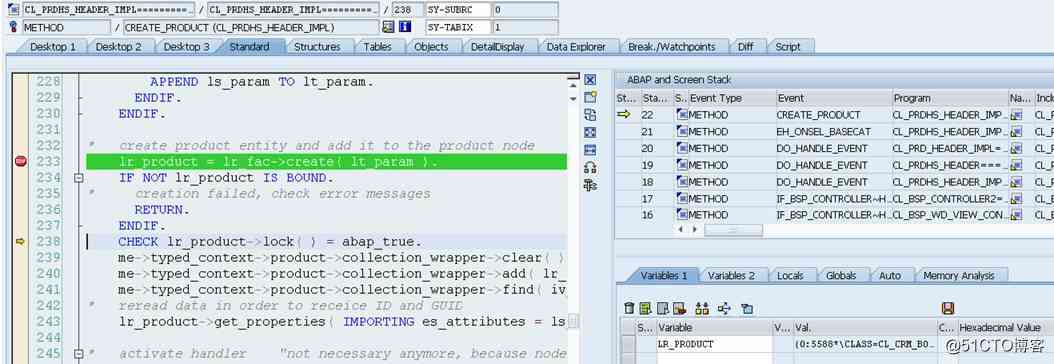 CL_PRDHS_HEADER_IMPL=========... / CL_PRDHS_HEADER_IMPL=========... / 238 SY-SUBRC 0
METHOD / CREATE_PRODUCT (CL_PRDHS_HEADER_IMPL) SY-TABIX 1
Desktop 1 Desktop 2 Desktop 3 Standard Structures Tables Objects DetailDisplay Data Explorer Break./Watchpoints Diff Script
228 APPEND ls_param TO lt_param.
229 ENDIF.
230 ENDIF.
231
232 * create product entity and add it to the product node
233 lr_product = lr_fac->create( lt_param ).
234 IF NOT lr_product IS BOUND.
235 * creation failed, check error messages
236 RETURN.
237 ENDIF.
238 CHECK lr_product->lock( ) = abap_true.
239 me->typed_context->product->collection_wrapper->clear( )
240 me->typed_context->product->collection_wrapper->add( lr_
241 me->typed_context->product->collection_wrapper->find( iv_
242 * reread data in order to receice ID and GUID
243 lr_product->get_properties( IMPORTING es_attributes = ls
244
245 * activate handler "not necessary anymore, because node
ABAP and Screen Stack
St... Sta... S.. Event Type Event Program Na... Inclu
22 METHOD CREATE_PRODUCT CL_PRDHS_HEADER_IMP... CL_P
21 METHOD EH_ONSEL_BASECAT CL_PRDHS_HEADER_IMP... CL_P
20 METHOD DO_HANDLE_EVENT CL_PRD_HEADER_IMPL=... CL_P
19 METHOD DO_HANDLE_EVENT CL_PRDHS_HEADER===... CL_P
18 METHOD DO_HANDLE_EVENT CL_PRDHS_HEADER_IMP... CL_P
17 METHOD IF_BSP_CONTROLLER~H... CL_BSP_CONTROLLER2=... CL_B
16 METHOD IF_BSP_CONTROLLER~H... CL_BSP_WD_VIEW_CON... CL_B
Variables 1 Variables 2 Locals Globals Auto Memory Analysis
S... Variable V... Val. C... Hexadecimal Value
LR_PRODUCT {O:5588*\CLASS=CL_CRM_BO...
@51CTO博客